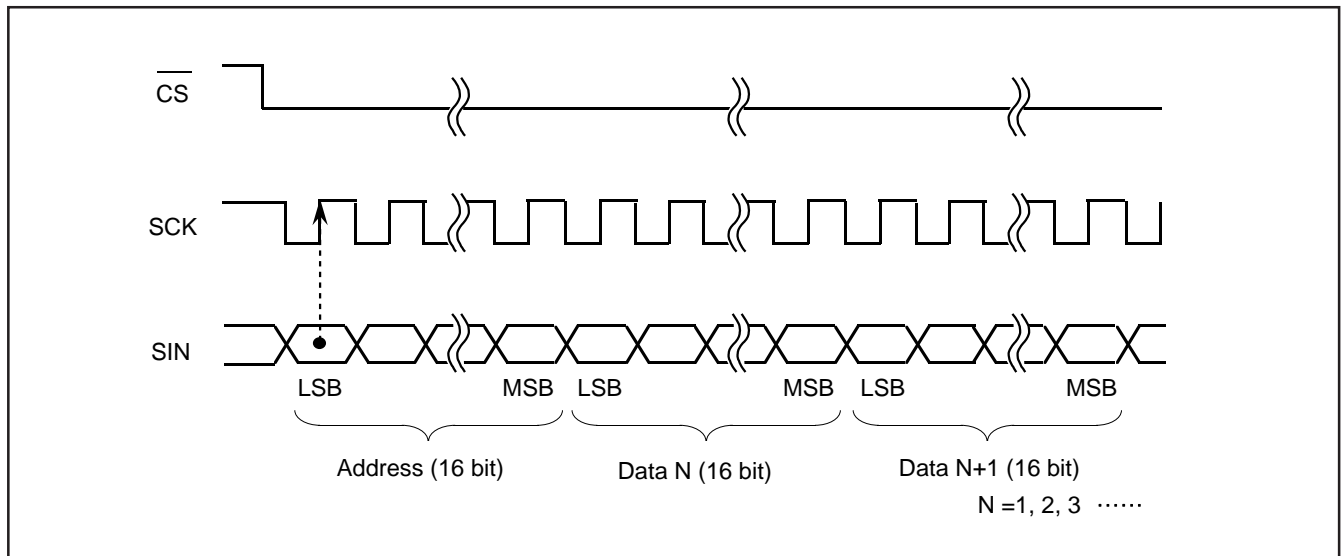 CS
SCK
SIN
LSB MSB LSB MSB LSB MSB
Address (16 bit) Data N (16 bit) Data N+1 (16 bit)
N =1, 2, 3 ······